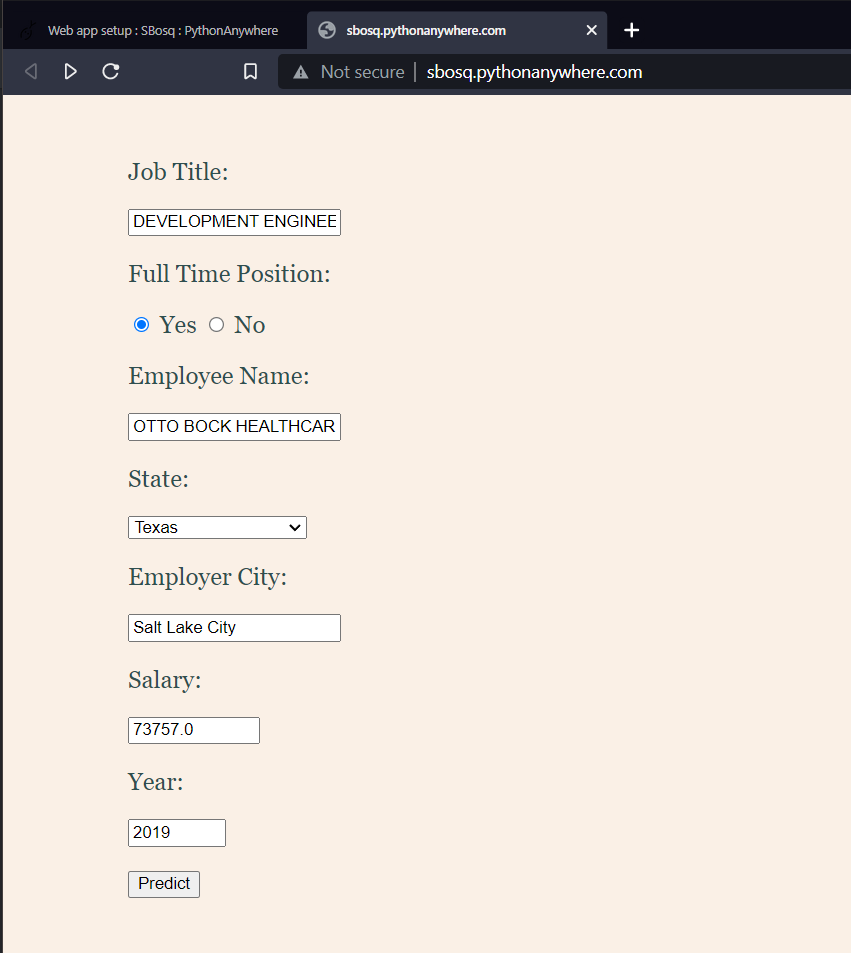 Web app setup : SBosq : PythonAnywhere
sbosq.pythonanywhere.com
Not secure | sbosq.pythonanywhere.com
Job Title:
DEVELOPMENT ENGINEE
Full Time Position:
Yes No
Employee Name:
OTTO BOCK HEALTHCAR
State:
Texas
Employer City:
Salt Lake City
Salary:
73757.0
Year:
2019
Predict